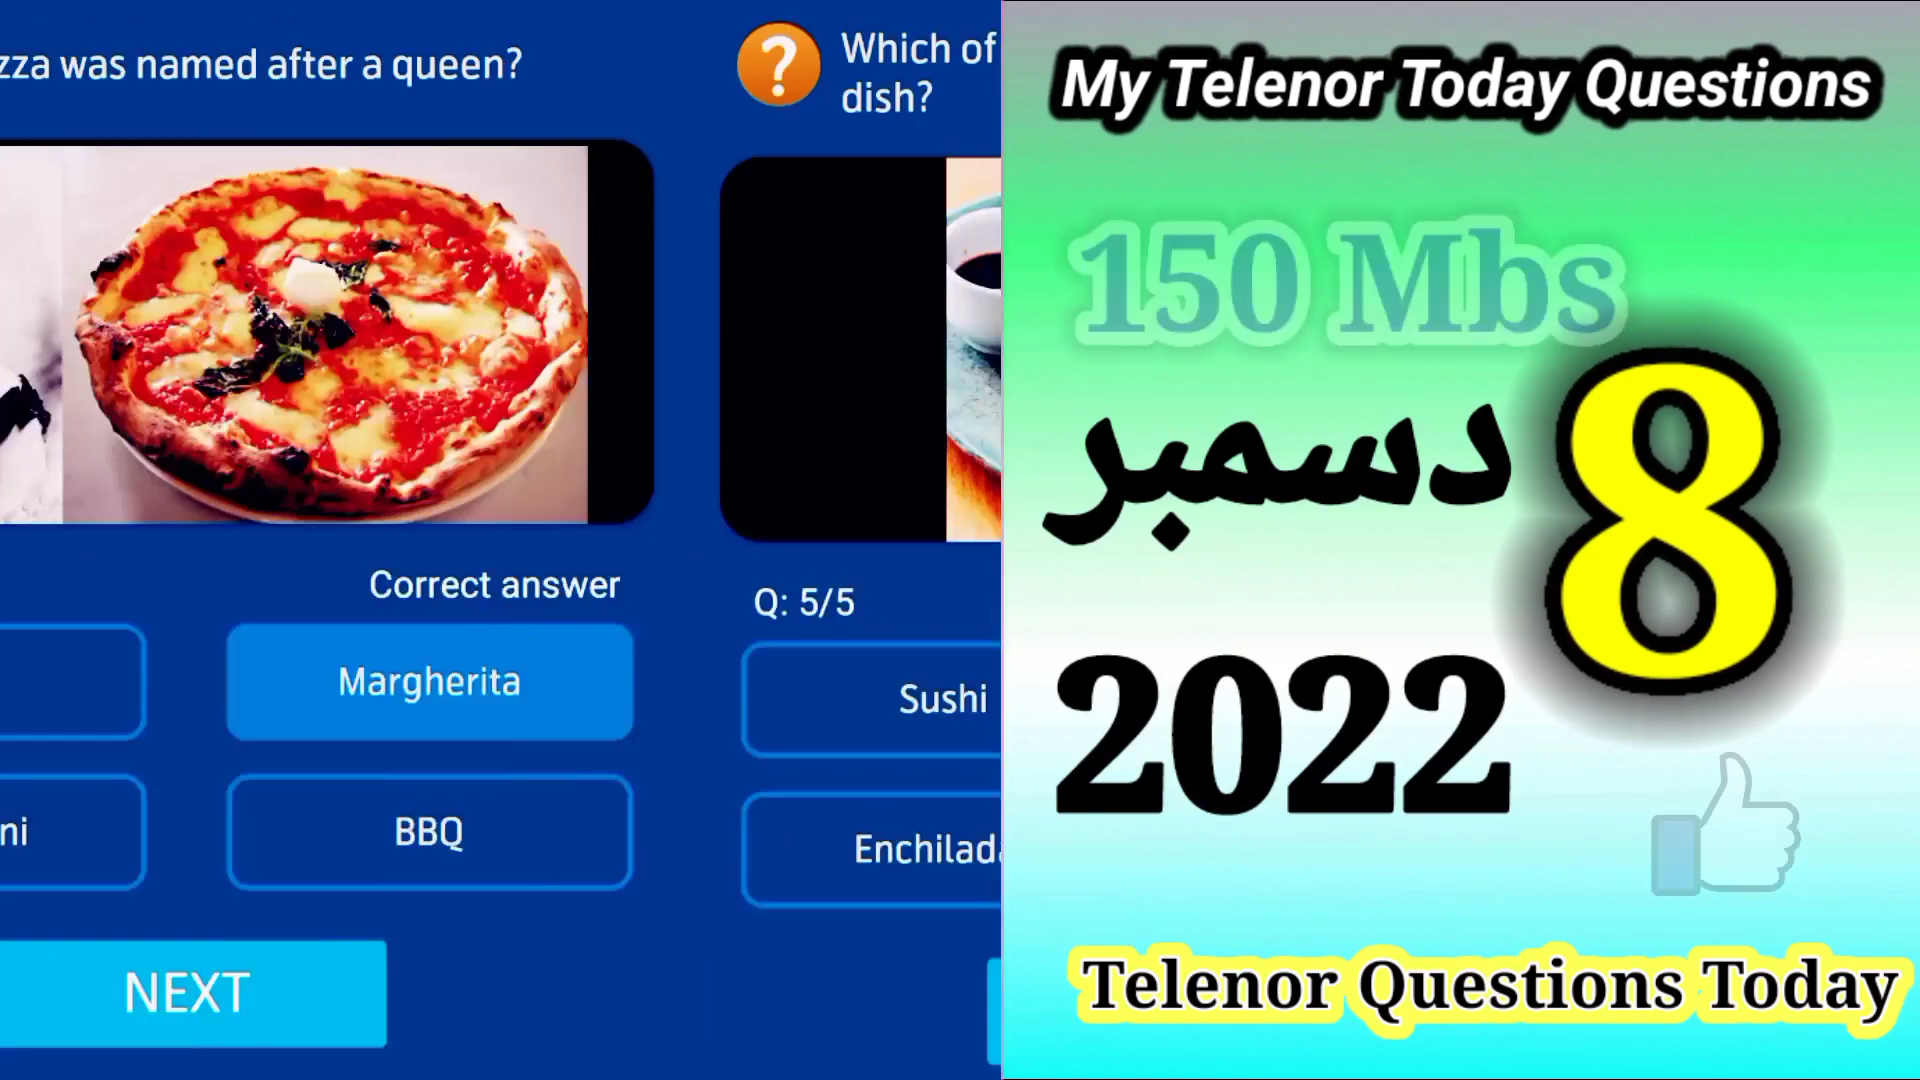 zza was named after a queen?
Correct answer
Margherita
ni
BBQ
NEXT
?
Which of
dish?
Q: 5/5
Sushi
Enchilad
My Telenor Today Questions
150 Mbs
8 دسمبر
2022
Telenor Questions Today